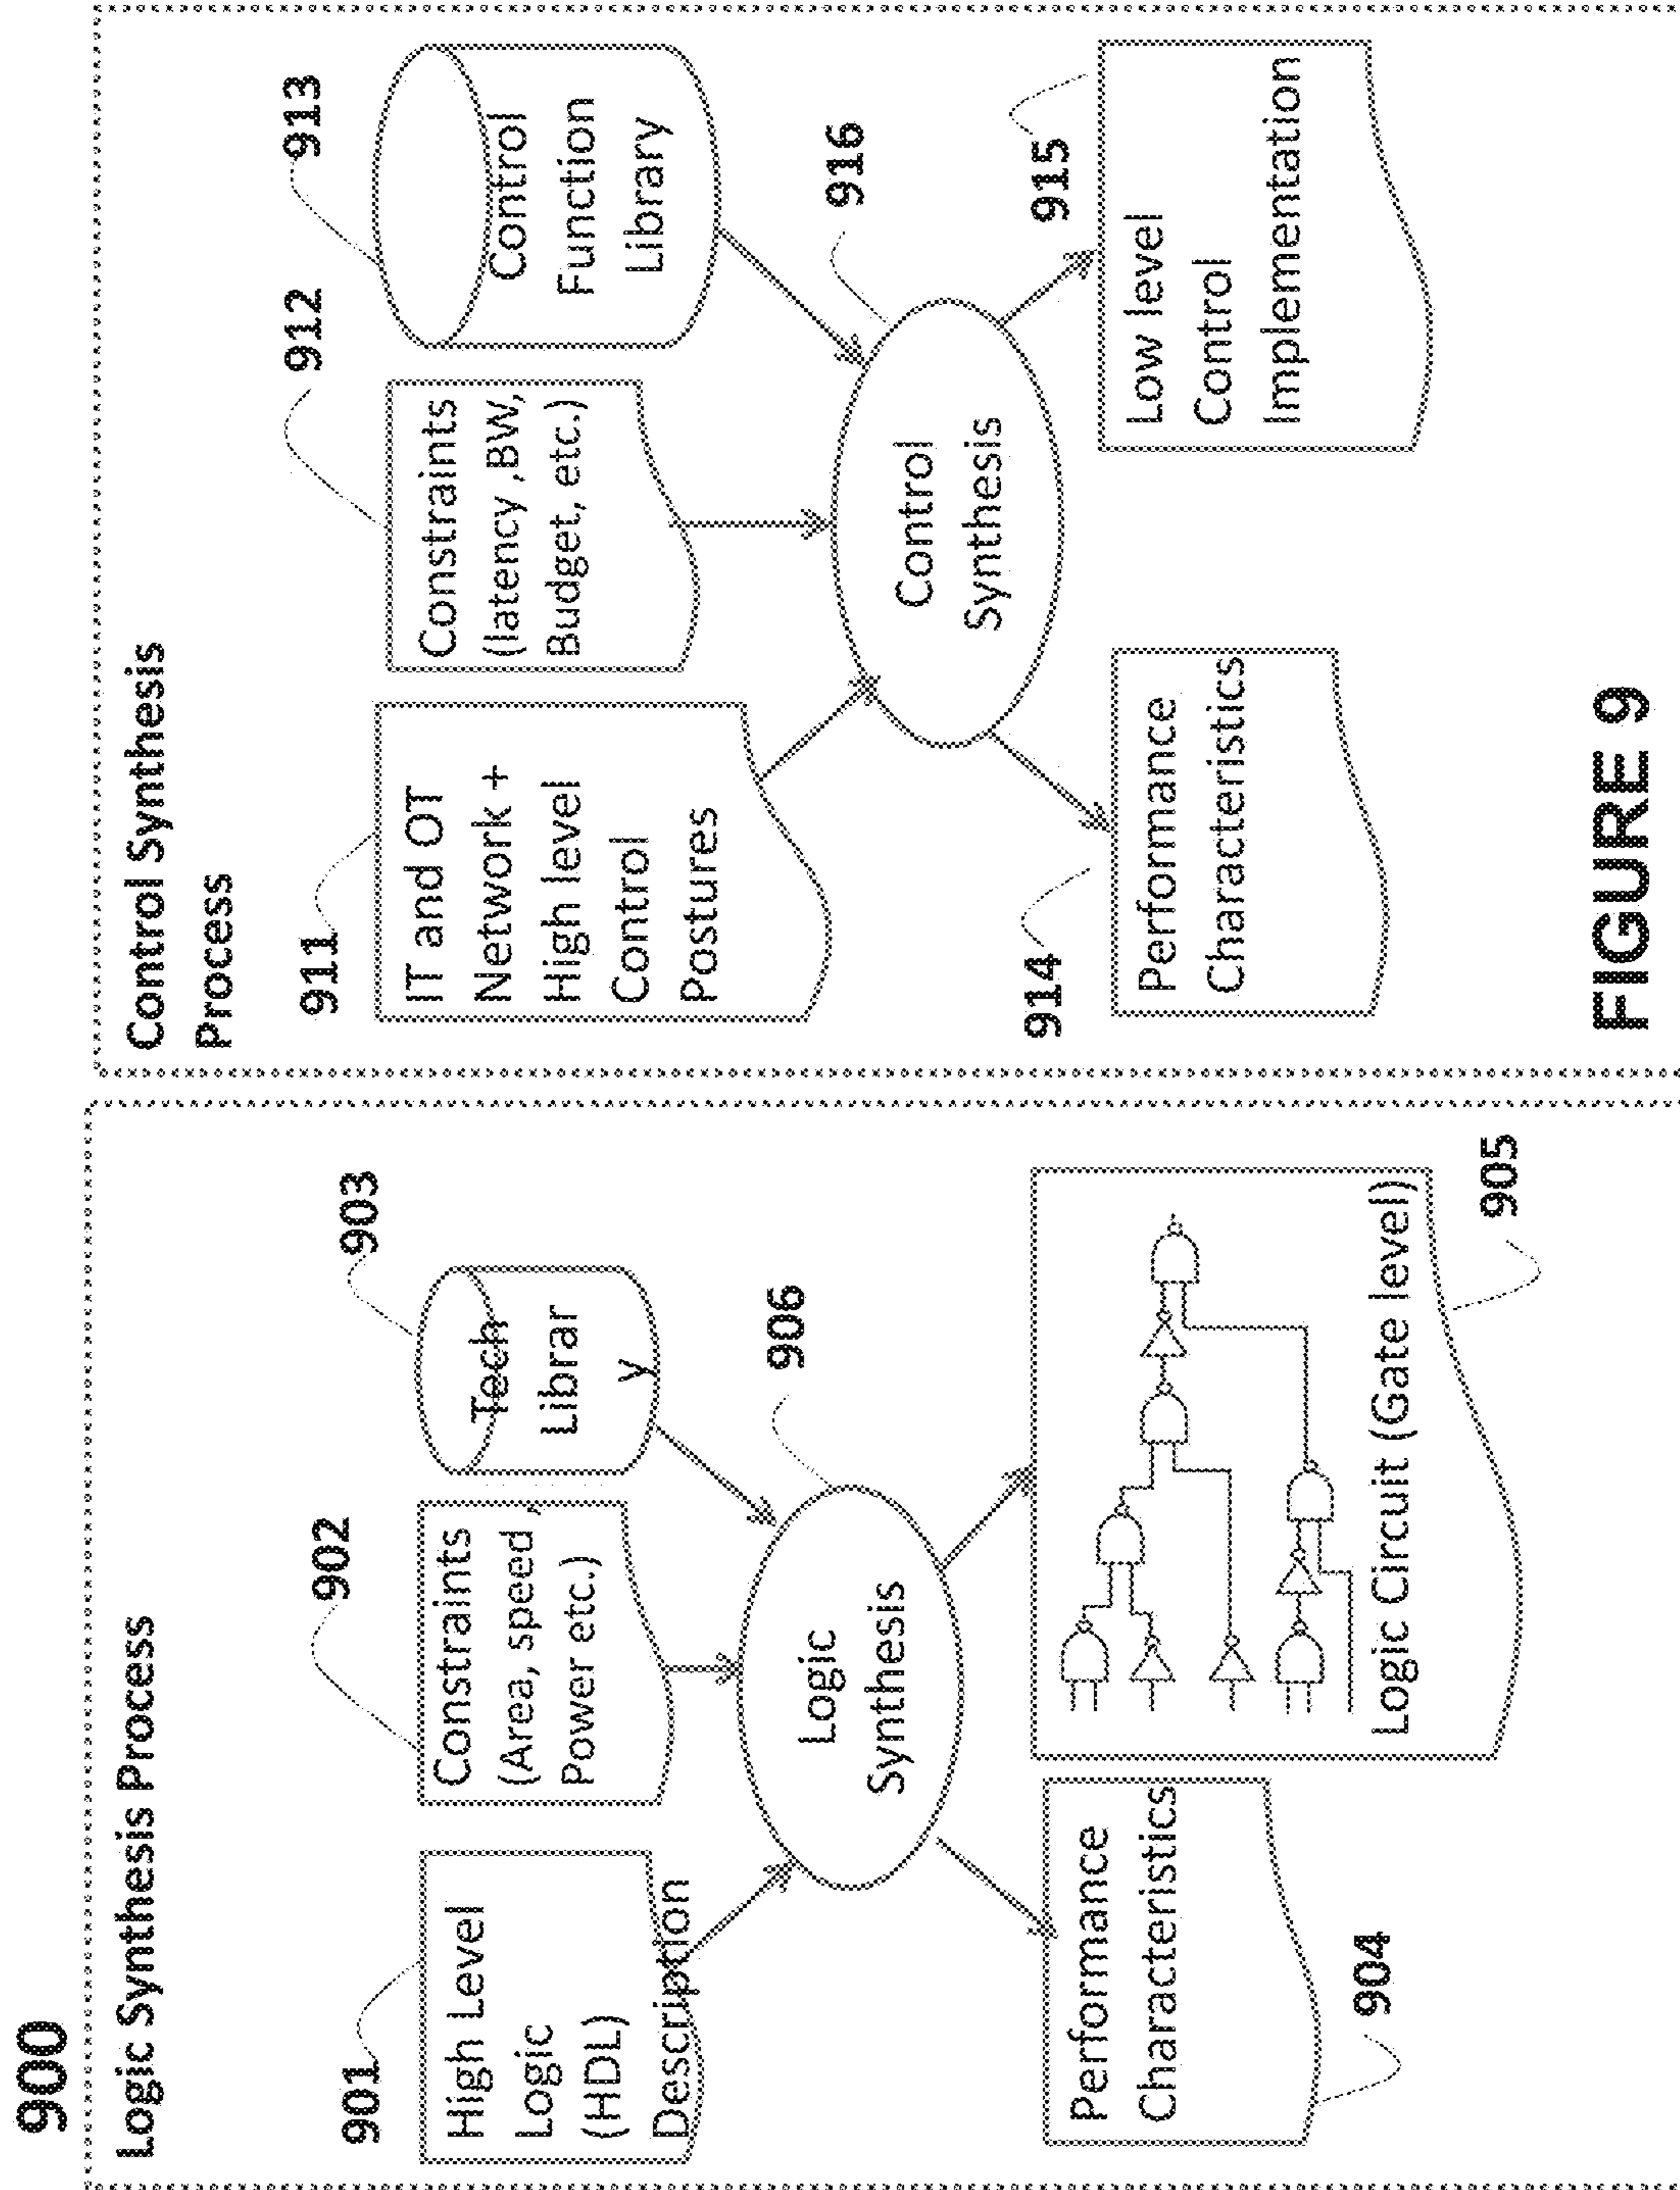 900
Logic Synthesis Process
901
High Level
Logic
(HDL)
Description
902
Constraints
(Area, speed,
Power etc.)
903
Tech
Librar
y
906
Logic
Synthesis
Performance
Characteristics
904
Logic Circuit (Gate level)
905
Control Synthesis
Process
911
IT and OT
Network +
High level
Control
Postures
912
Constraints
(latency ,BW,
Budget, etc.)
913
Control
Function
Library
916
Control
Synthesis
914
Performance
Characteristics
915
Low level
Control
Implementation
FIGURE 9